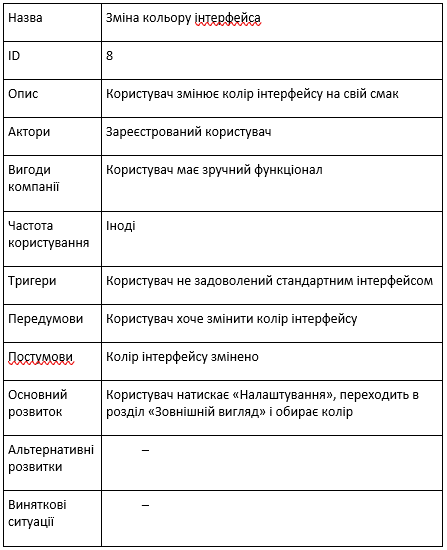 Назва Зміна кольору інтерфейса
ID 8
Опис Користувач змінює колір інтерфейсу на свій смак
Актори Зареєстрований користувач
Вигоди Користувач має зручний функціонал
компанії
Частота Іноді
користування
Тригери Користувач не задоволений стандартним інтерфейсом
Передумови Користувач хоче змінити колір інтерфейсу
Постумови Колір інтерфейсу змінено
Основний Користувач натискає «Налаштування», переходить в
розвиток розділ «Зовнішній вигляд» і обирає колір
Альтернативні –
розвитки
Виняткові –
ситуації